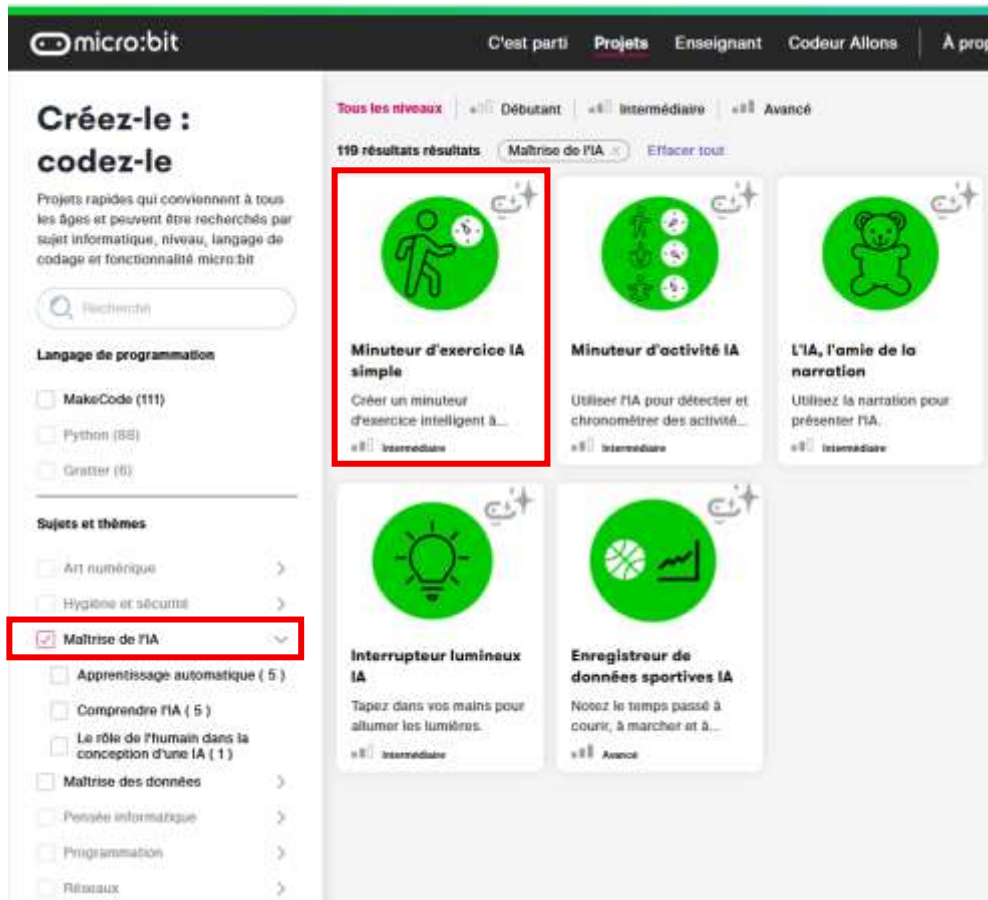 micro:bit
C'est parti
Projets
Enseignant
Codeur Allons
À prop
Créez-le :
codez-le
Projets rapides qui conviennent à tous
les âges et peuvent être recherchés par
sujet informatique, niveau, langage de
codage et fonctionnalité micro:bit
Recherche
Langage de programmation
MakeCode (111)
Python (88)
Gratter (6)
Sujets et thèmes
Art numérique
Hygiène et sécurité
Maîtrise de l'IA
Apprentissage automatique ( 5 )
Comprendre l'IA ( 5 )
Le rôle de l'humain dans la
conception d'une IA ( 1 )
Maîtrise des données
Pensée informatique
Programmation
Réseaux
Tous les niveaux
Débutant
Intermédiaire
Avancé
119 résultats résultats
Maîtrise de l'IA ×
Effacer tout
Minuteur d'exercice IA
simple
Créer un minuteur
d'exercice intelligent à...
Intermédiaire
Minuteur d'activité IA
Utiliser l'IA pour détecter et
chronométrer des activité...
Intermédiaire
L'IA, l'amie de la
narration
Utilisez la narration pour
présenter l'IA.
Intermédiaire
Interrupteur lumineux
IA
Tapez dans vos mains pour
allumer les lumières.
Intermédiaire
Enregistreur de
données sportives IA
Notez le temps passé à
courir, à marcher et à...
Avancé